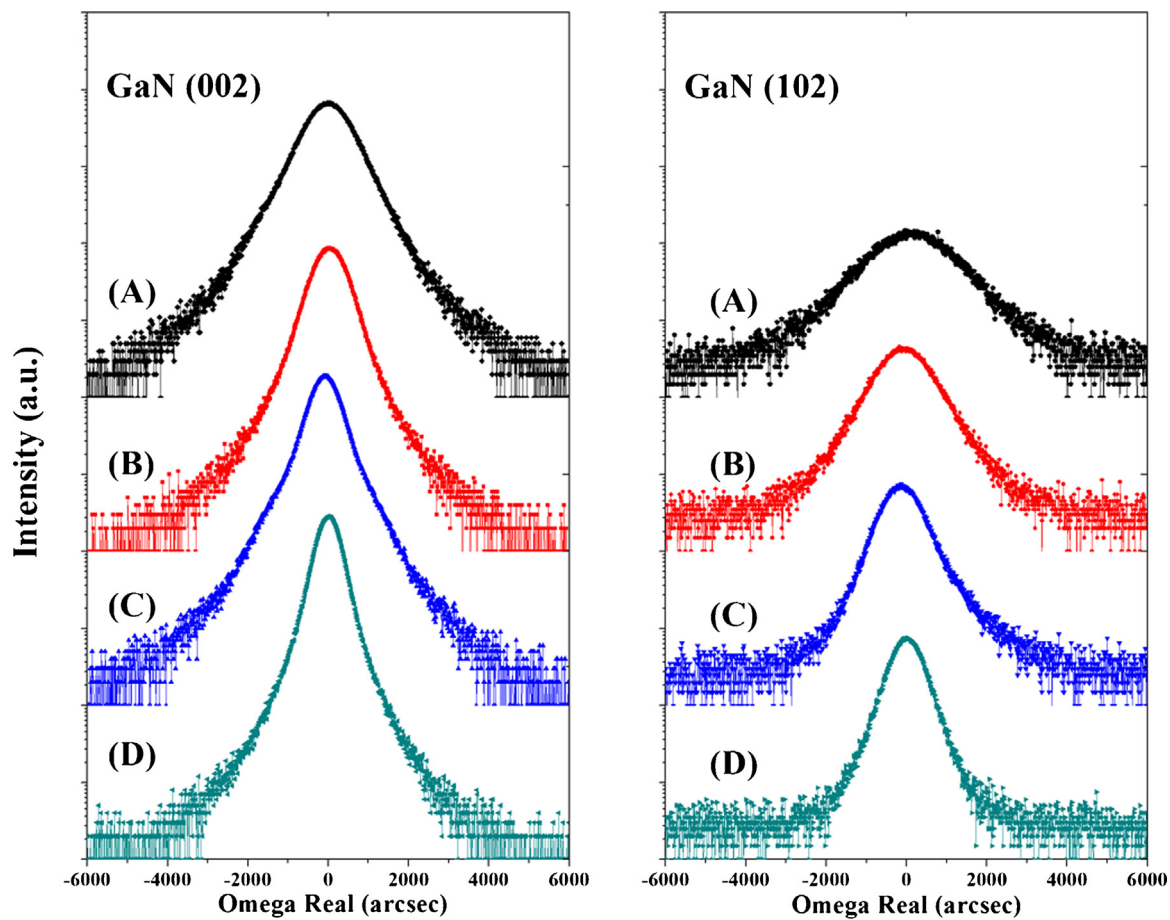 GaN (002)
GaN (102)
(A)
(B)
(C)
(D)
(A)
(B)
(C)
(D)
Intensity (a.u.)
-6000 -4000 -2000 0 2000 4000 6000
-6000 -4000 -2000 0 2000 4000 6000
Omega Real (arcsec)
Omega Real (arcsec)